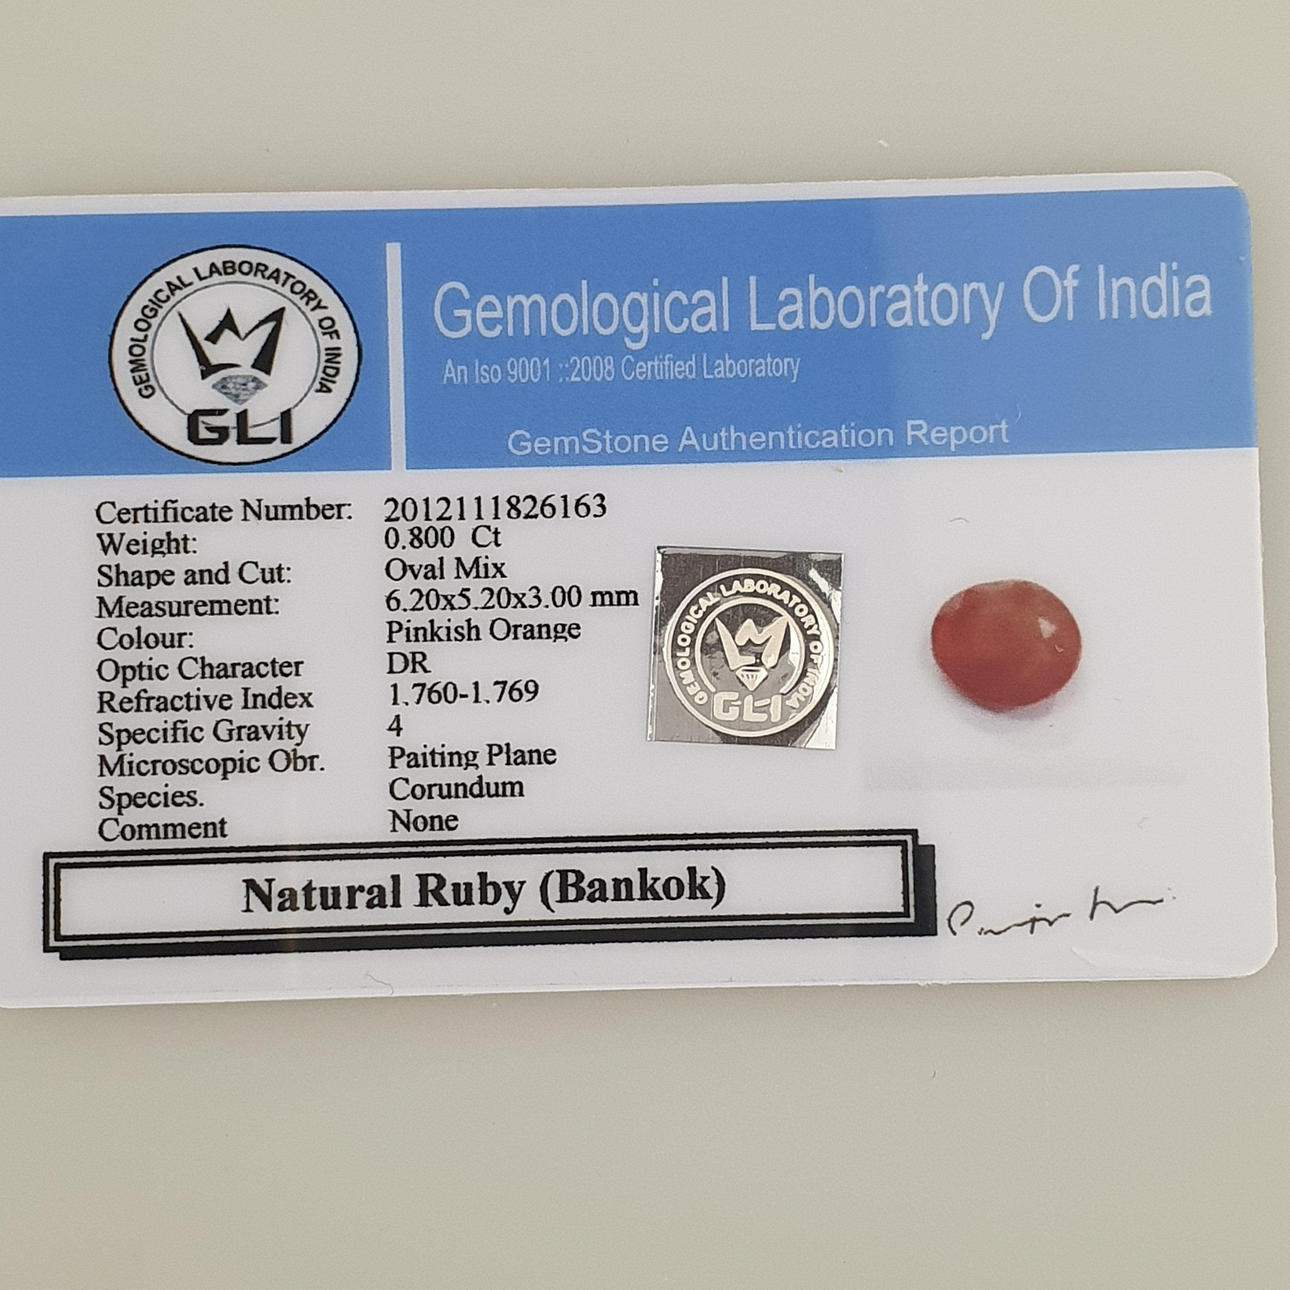 GEMOLOGICAL LABORATORY OF INDIA
GLI
Gemological Laboratory Of India
An Iso 9001 ::2008 Certified Laboratory
GemStone Authentication Report
Certificate Number: 2012111826163
Weight: 0.800 Ct
Shape and Cut: Oval Mix
Measurement: 6.20x5.20x3.00 mm
Colour: Pinkish Orange
Optic Character DR
Refractive Index 1.760-1.769
Specific Gravity 4
Microscopic Obr. Paiting Plane
Species. Corundum
Comment None
GEMOLOGICAL LABORATORY OF INDIA
GLI
Natural Ruby (Bankok)